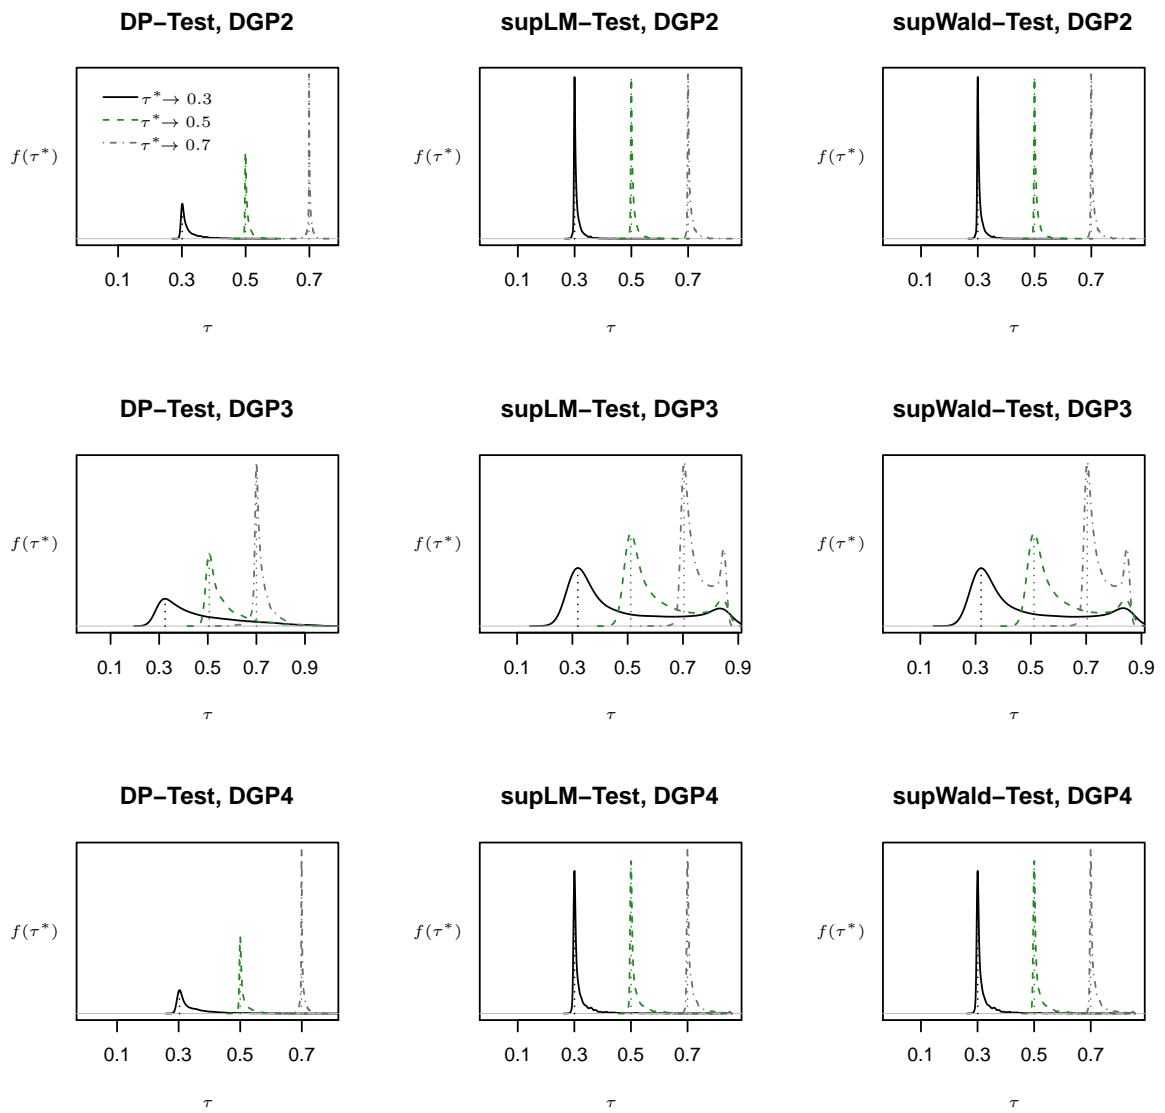 DP–Test, DGP2
supLM–Test, DGP2
supWald–Test, DGP2
τ*→ 0.3
τ*→ 0.5
τ*→ 0.7
f(τ*)
f(τ*)
f(τ*)
0.1 0.3 0.5 0.7
0.1 0.3 0.5 0.7
0.1 0.3 0.5 0.7
τ
τ
τ
DP–Test, DGP3
supLM–Test, DGP3
supWald–Test, DGP3
f(τ*)
f(τ*)
f(τ*)
0.1 0.3 0.5 0.7 0.9
0.1 0.3 0.5 0.7 0.9
0.1 0.3 0.5 0.7 0.9
τ
τ
τ
DP–Test, DGP4
supLM–Test, DGP4
supWald–Test, DGP4
f(τ*)
f(τ*)
f(τ*)
0.1 0.3 0.5 0.7
0.1 0.3 0.5 0.7
0.1 0.3 0.5 0.7
τ
τ
τ